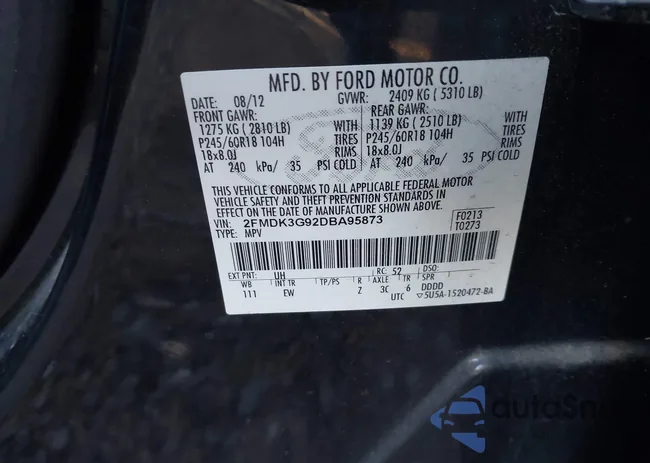 MFD. BY FORD MOTOR CO.
DATE: 08/12 GVWR: 2409 KG ( 5310 LB)
FRONT GAWR: REAR GAWR:
1275 KG ( 2810 LB) WITH 1139 KG ( 2510 LB) WITH
P245/60R18 104H TIRES P245/60R18 104H TIRES
18x8.0J RIMS 18x8.0J RIMS
AT 240 kPa/ 35 PSI COLD AT 240 kPa/ 35 PSI COLD
THIS VEHICLE CONFORMS TO ALL APPLICABLE FEDERAL MOTOR
VEHICLE SAFETY AND THEFT PREVENTION STANDARDS IN
EFFECT ON THE DATE OF MANUFACTURE SHOWN ABOVE.
VIN: 2FMDK3G92DBA95873 F0213
TYPE: MPV T0273
EXT PNT: UH RC: 52 DSO:
WB INT TR TP/PS R AXLE TR SPR
111 EW Z 3C 6 DDDD
UTC ▽5U5A-1520472-BA
autoSna